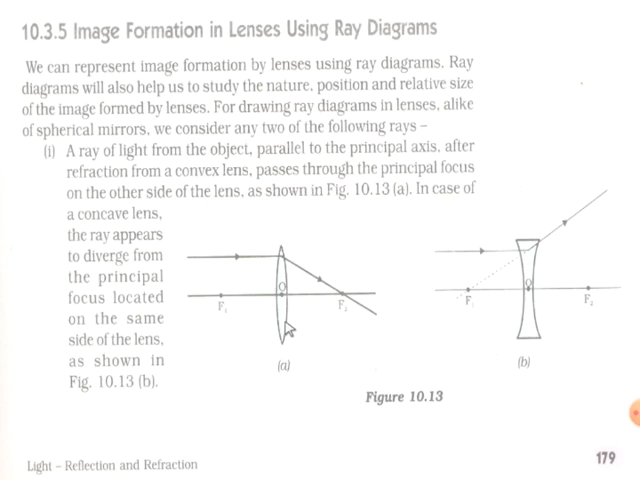 10.3.5 Image Formation in Lenses Using Ray Diagrams
We can represent image formation by lenses using ray diagrams. Ray
diagrams will also help us to study the nature, position and relative size
of the image formed by lenses. For drawing ray diagrams in lenses, alike
of spherical mirrors, we consider any two of the following rays –
(i) A ray of light from the object, parallel to the principal axis, after
refraction from a convex lens, passes through the principal focus
on the other side of the lens, as shown in Fig. 10.13 (a). In case of
a concave lens,
the ray appears
to diverge from
the principal
focus located
on the same
side of the lens,
as shown in
Fig. 10.13 (b).
F₁ O F₂
(a)
F₁ O F₂
(b)
Figure 10.13
Light – Reflection and Refraction
179